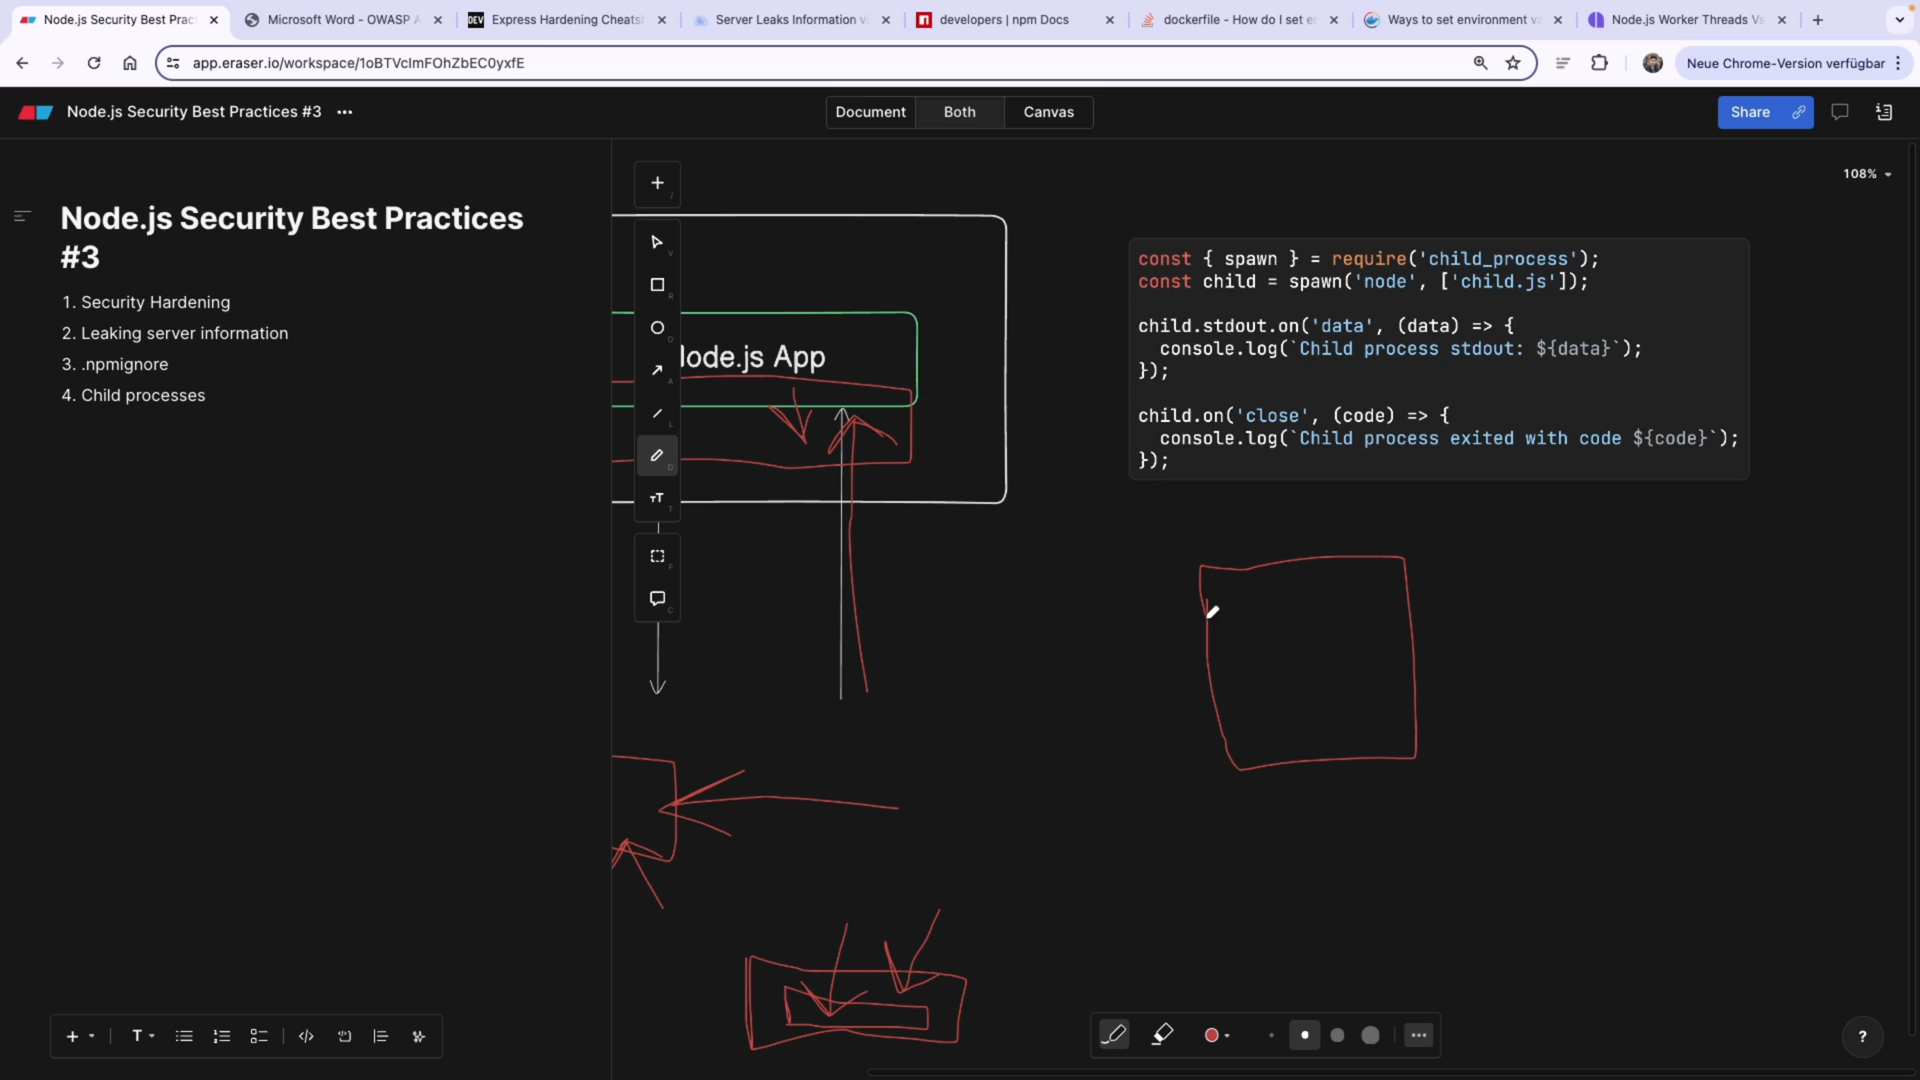 Node.js Security Best Prac
Microsoft Word - OWASP A
DEV
Express Hardening Cheats
Server Leaks Information v
developers | npm Docs
dockerfile - How do I set e
Ways to set environment va
Node.js Worker Threads Vs
app.eraser.io/workspace/1oBTVcImFOhZbEC0yxfE
Neue Chrome-Version verfügbar
Node.js Security Best Practices #3
Document
Both
Canvas
Share
108%
Node.js Security Best Practices
#3
1. Security Hardening
2. Leaking server information
3. .npmignore
4. Child processes
Node.js App
const { spawn } = require('child_process');
const child = spawn('node', ['child.js']);
child.stdout.on('data', (data) => {
console.log(`Child process stdout: ${data}`);
});
child.on('close', (code) => {
console.log(`Child process exited with code ${code}`);
});
V
R
O
A
L
D
T
F
C
T
?